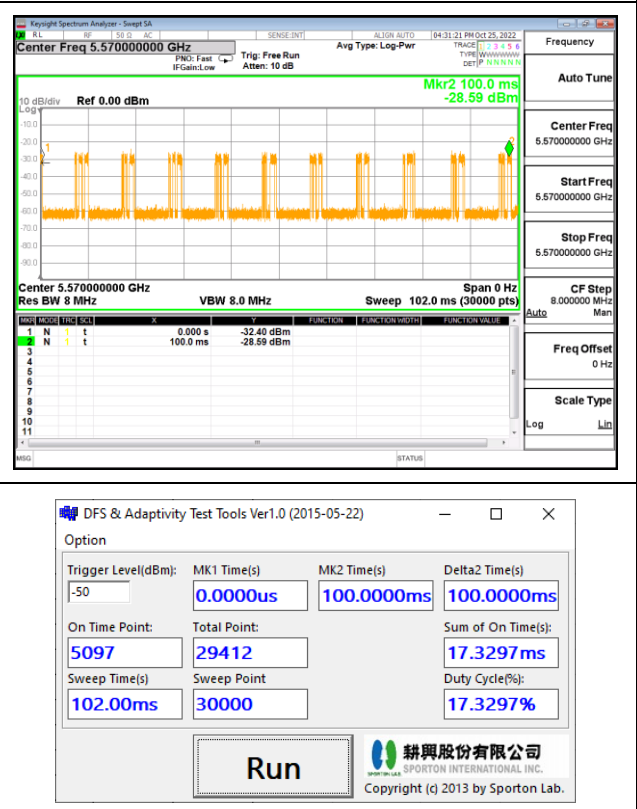 Keysight Spectrum Analyzer - Swept SA
RL RF 50 Ω AC SENSE:INT ALIGN AUTO 04:31:21 PM Oct 25, 2022
Center Freq 5.570000000 GHz
PNO: Fast
IFGain:Low
Trig: Free Run
Atten: 10 dB
Avg Type: Log-Pwr
TRACE 1 2 3 4 5 6
TYPE WWWWWW
DET P N N N N N
Mkr2 100.0 ms
-28.59 dBm
10 dB/div Ref 0.00 dBm
Log
-10.0
-20.0
-30.0
-40.0
-50.0
-60.0
-70.0
-80.0
-90.0
1
2
Center 5.570000000 GHz Span 0 Hz
Res BW 8 MHz VBW 8.0 MHz Sweep 102.0 ms (30000 pts)
MKR MODE TRC SCL X Y FUNCTION FUNCTION WIDTH FUNCTION VALUE
1 N 1 t 0.000 s -32.40 dBm
2 N 1 t 100.0 ms -28.59 dBm
3
4
5
6
7
8
9
10
11
MSG STATUS
Frequency
Auto Tune
Center Freq
5.570000000 GHz
Start Freq
5.570000000 GHz
Stop Freq
5.570000000 GHz
CF Step
8.000000 MHz
Auto Man
Freq Offset
0 Hz
Scale Type
Log Lin
DFS & Adaptivity Test Tools Ver1.0 (2015-05-22)
Option
Trigger Level(dBm): MK1 Time(s) MK2 Time(s) Delta2 Time(s)
-50 0.0000us 100.0000ms 100.0000ms
On Time Point: Total Point: Sum of On Time(s):
5097 29412 17.3297ms
Sweep Time(s) Sweep Point Duty Cycle(%):
102.00ms 30000 17.3297%
Run
耕興股份有限公司
SPORTON LAB. SPORTON INTERNATIONAL INC.
Copyright (c) 2013 by Sporton Lab.